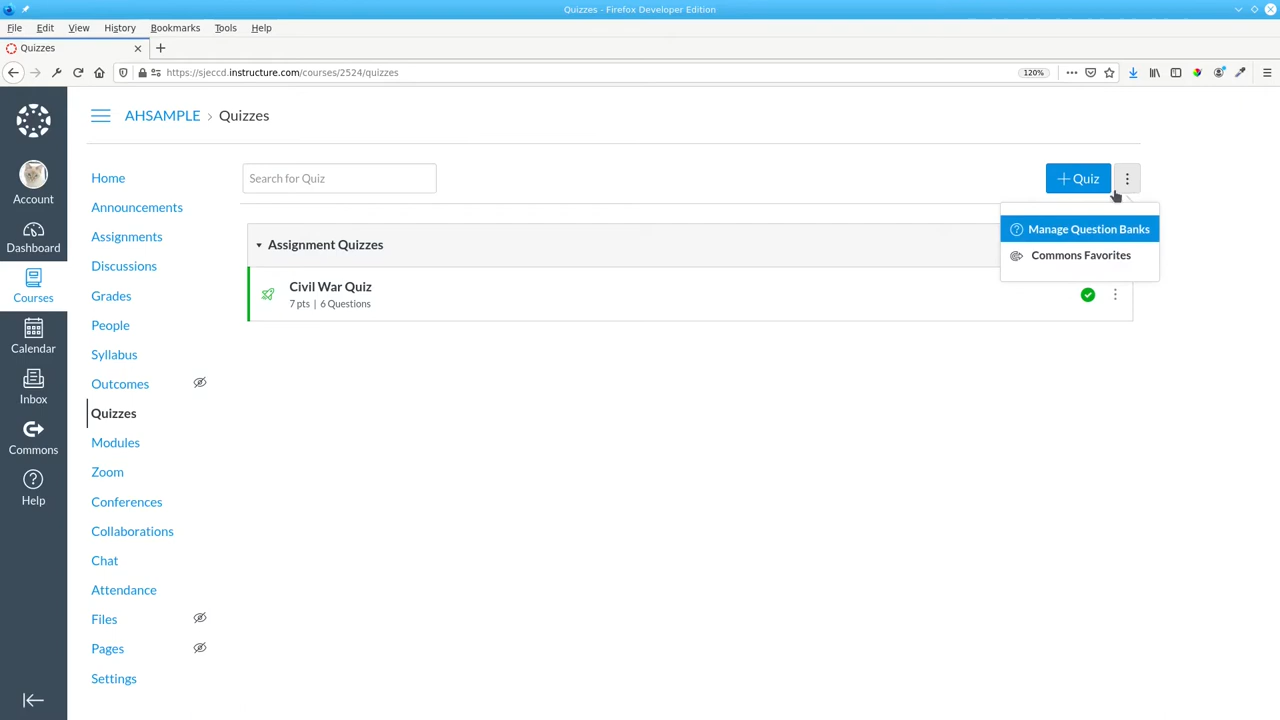 Quizzes - Firefox Developer Edition
File Edit View History Bookmarks Tools Help
Quizzes
https://sjeccd.instructure.com/courses/2524/quizzes 120%
AHSAMPLE > Quizzes
Account
Dashboard
Courses
Calendar
Inbox
Commons
Help
Home
Announcements
Assignments
Discussions
Grades
People
Syllabus
Outcomes
Quizzes
Modules
Zoom
Conferences
Collaborations
Chat
Attendance
Files
Pages
Settings
Search for Quiz
Quiz
Manage Question Banks
Commons Favorites
Assignment Quizzes
Civil War Quiz
7 pts | 6 Questions